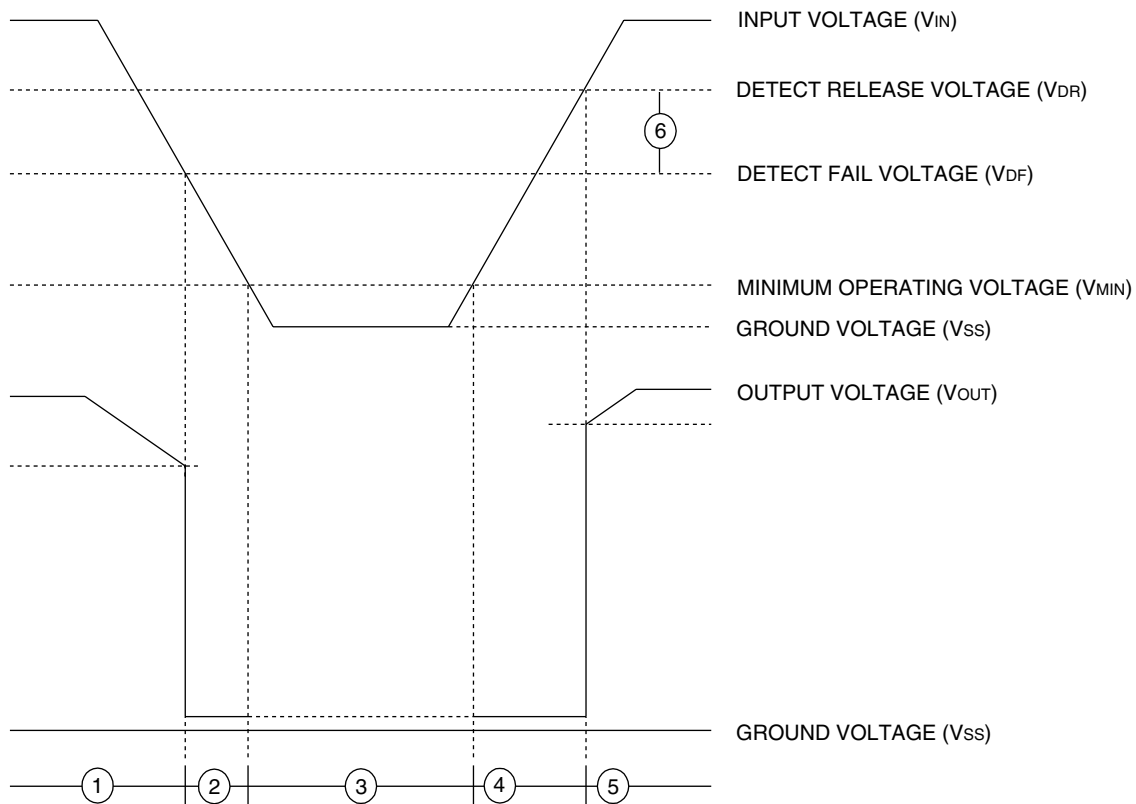 INPUT VOLTAGE (VIN)
DETECT RELEASE VOLTAGE (VDR)
6
DETECT FAIL VOLTAGE (VDF)
MINIMUM OPERATING VOLTAGE (VMIN)
GROUND VOLTAGE (VSS)
OUTPUT VOLTAGE (VOUT)
GROUND VOLTAGE (VSS)
1 2 3 4 5